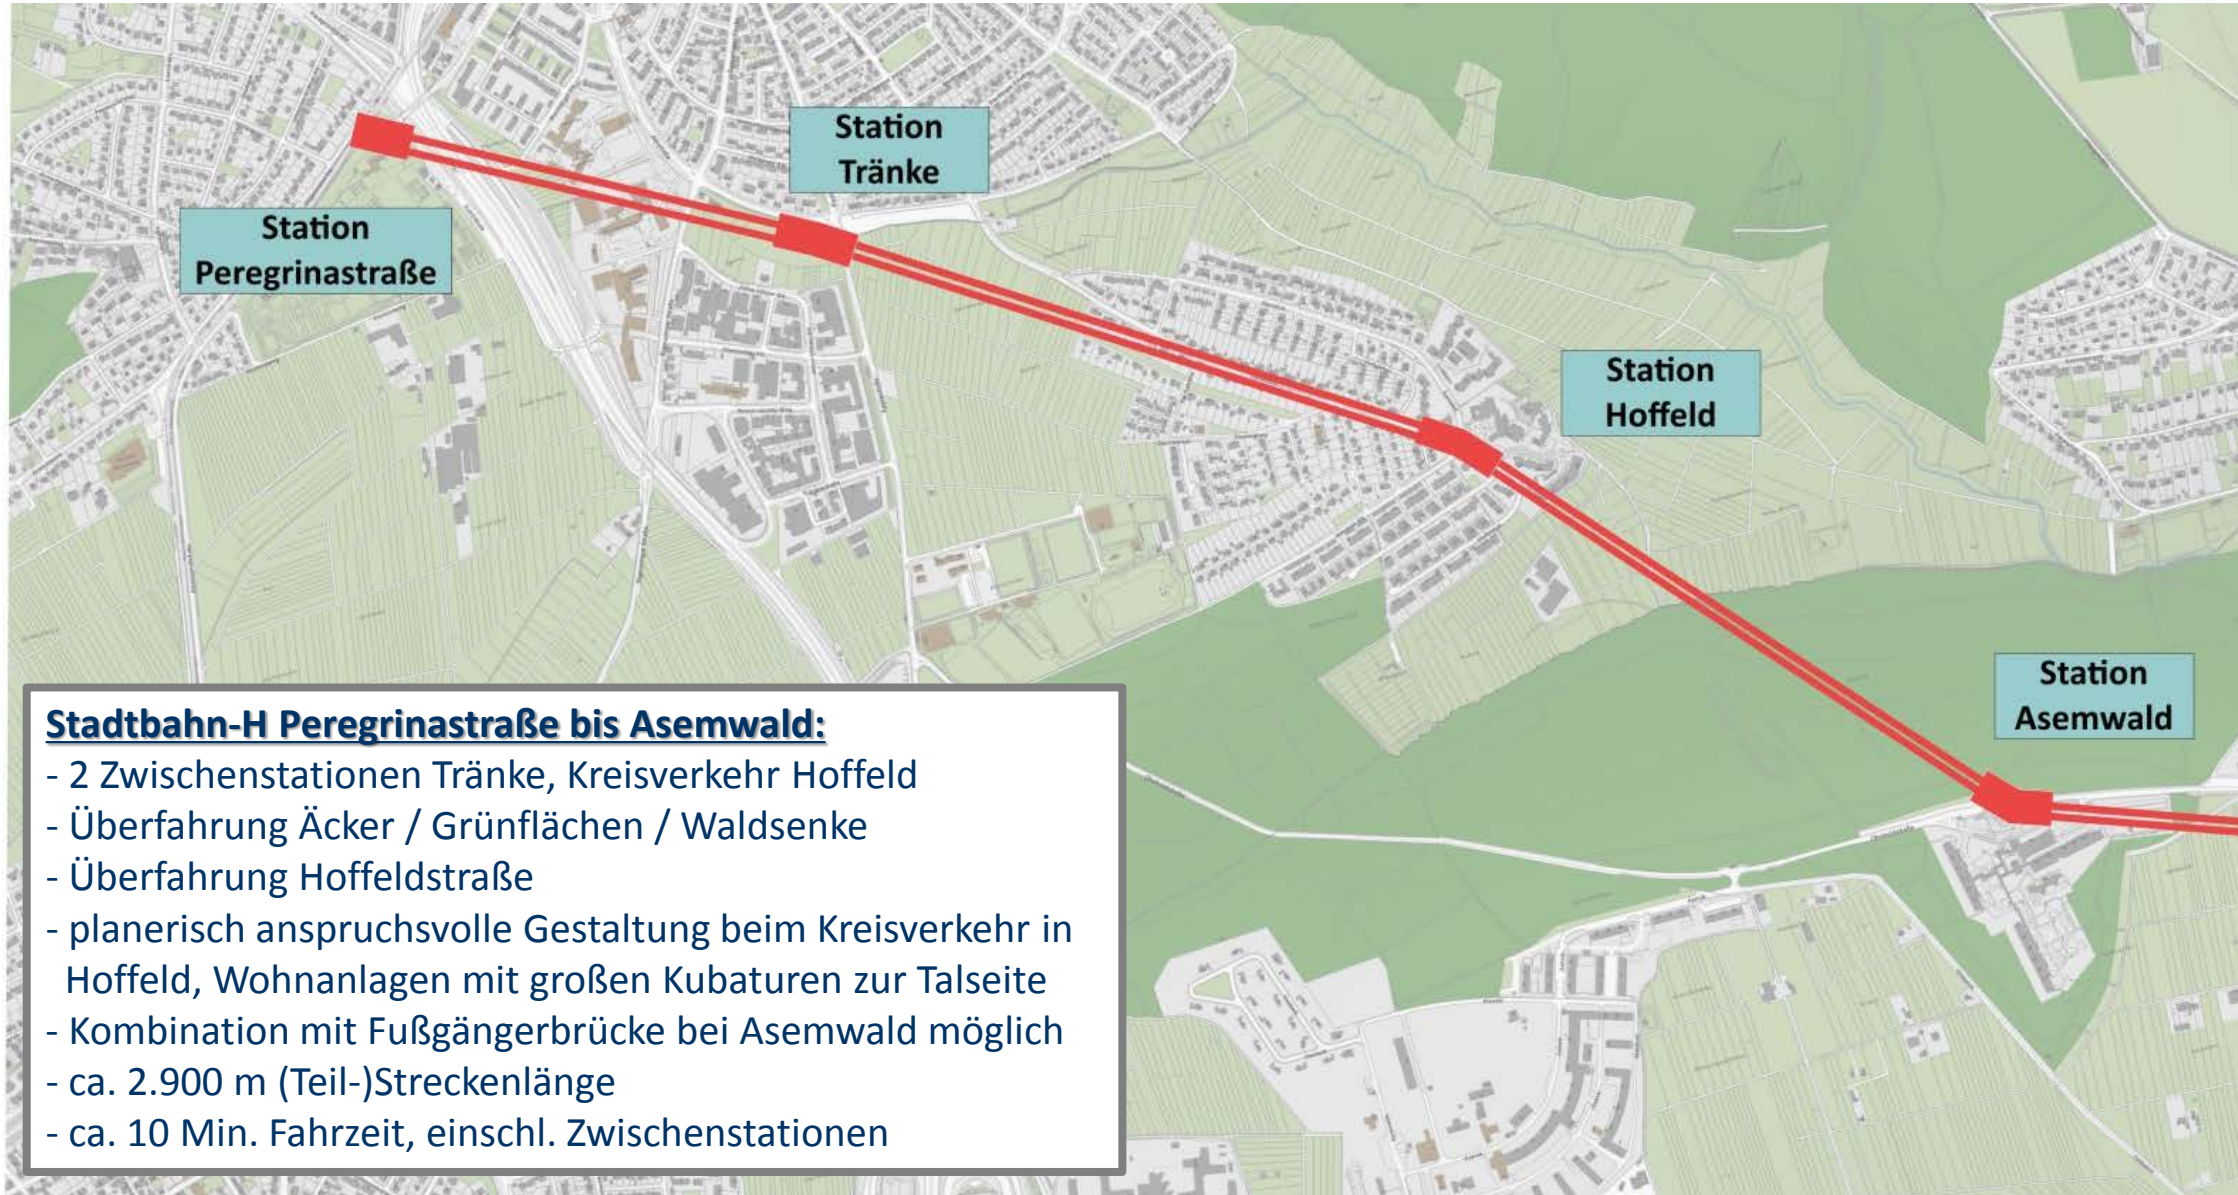 Station
Tränke
Station
Peregrinastraße
Station
Hoffeld
Station
Asemwald
Stadtbahn-H Peregrinastraße bis Asemwald:
- 2 Zwischenstationen Tränke, Kreisverkehr Hoffeld
- Überfahrung Äcker / Grünflächen / Waldsenke
- Überfahrung Hoffeldstraße
- planerisch anspruchsvolle Gestaltung beim Kreisverkehr in
Hoffeld, Wohnanlagen mit großen Kubaturen zur Talseite
- Kombination mit Fußgängerbrücke bei Asemwald möglich
- ca. 2.900 m (Teil-)Streckenlänge
- ca. 10 Min. Fahrzeit, einschl. Zwischenstationen